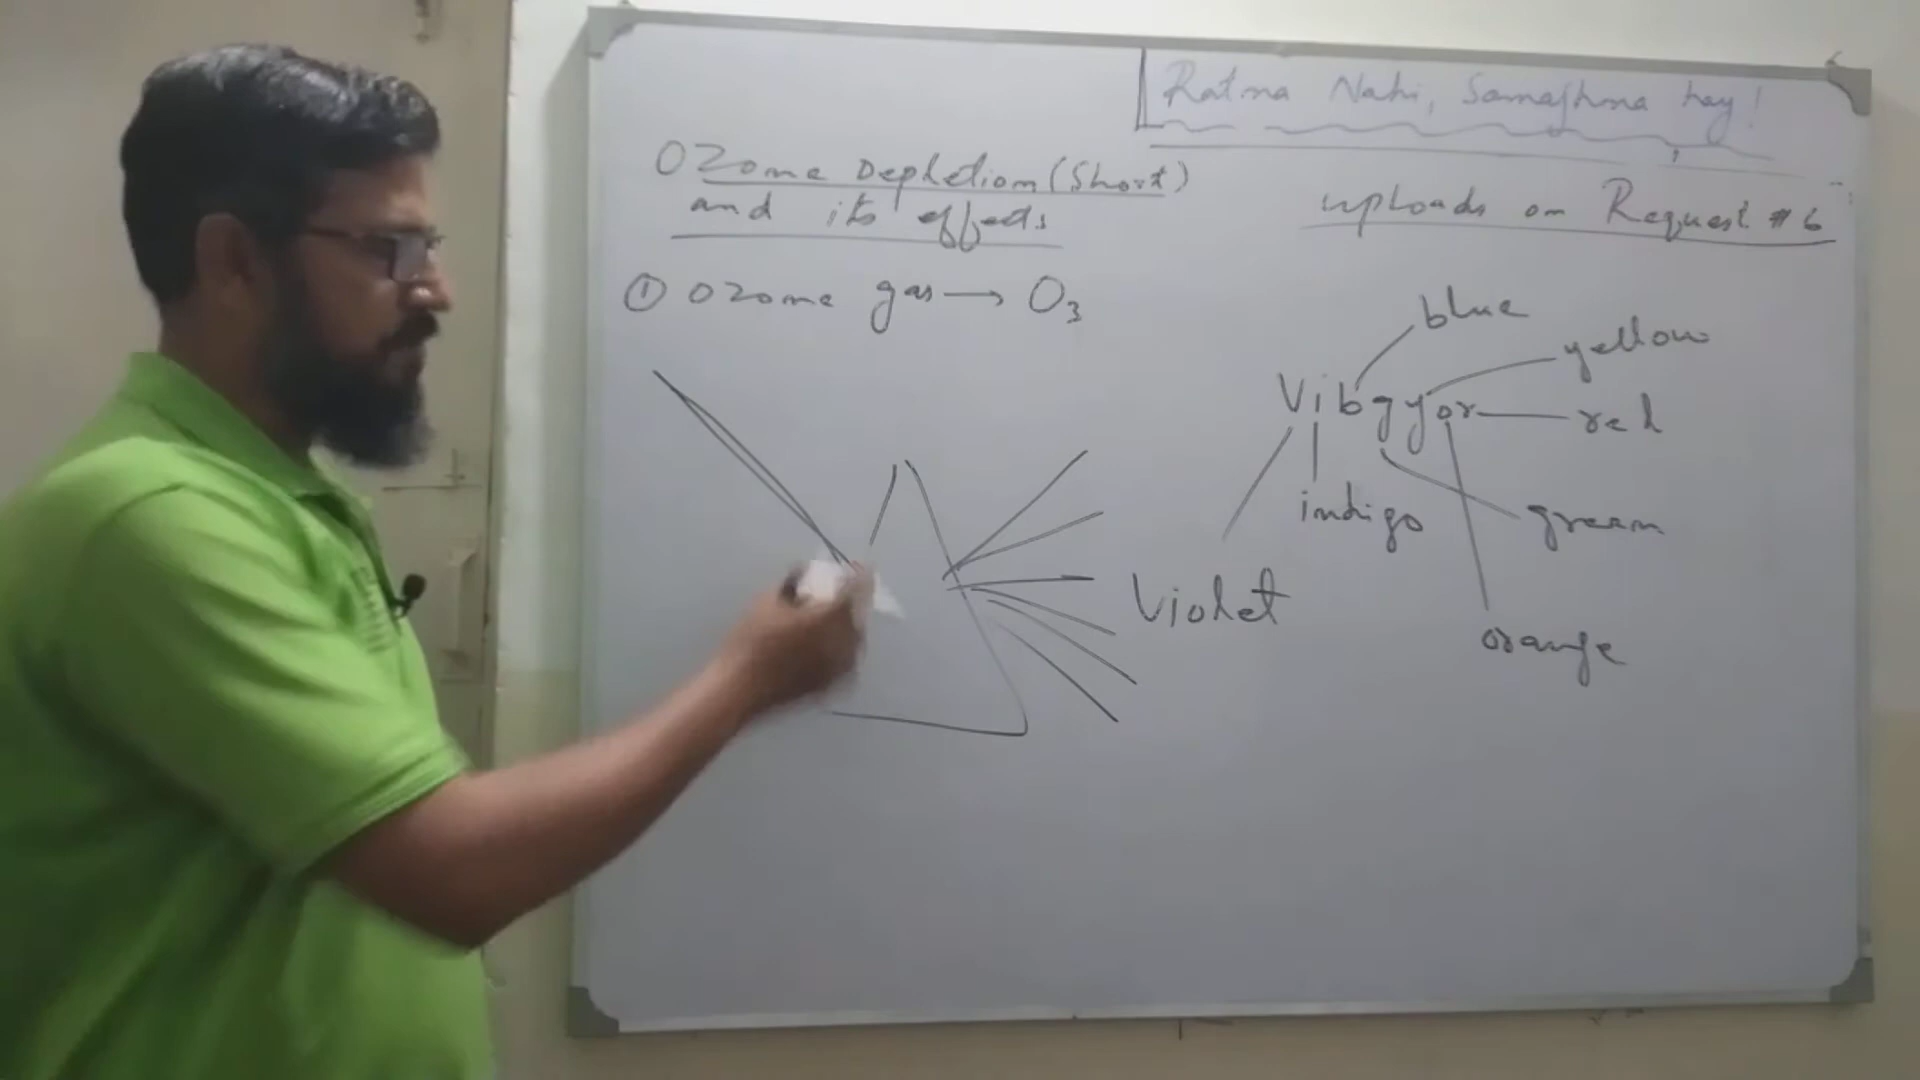 Ratna Nahi, Samajhna hay!
Ozone Depletion (Short)
and its effects
uploads on Request #6
① Ozone gas → O3
blue
yellow
Vibgyor
red
indigo
green
Violet
orange